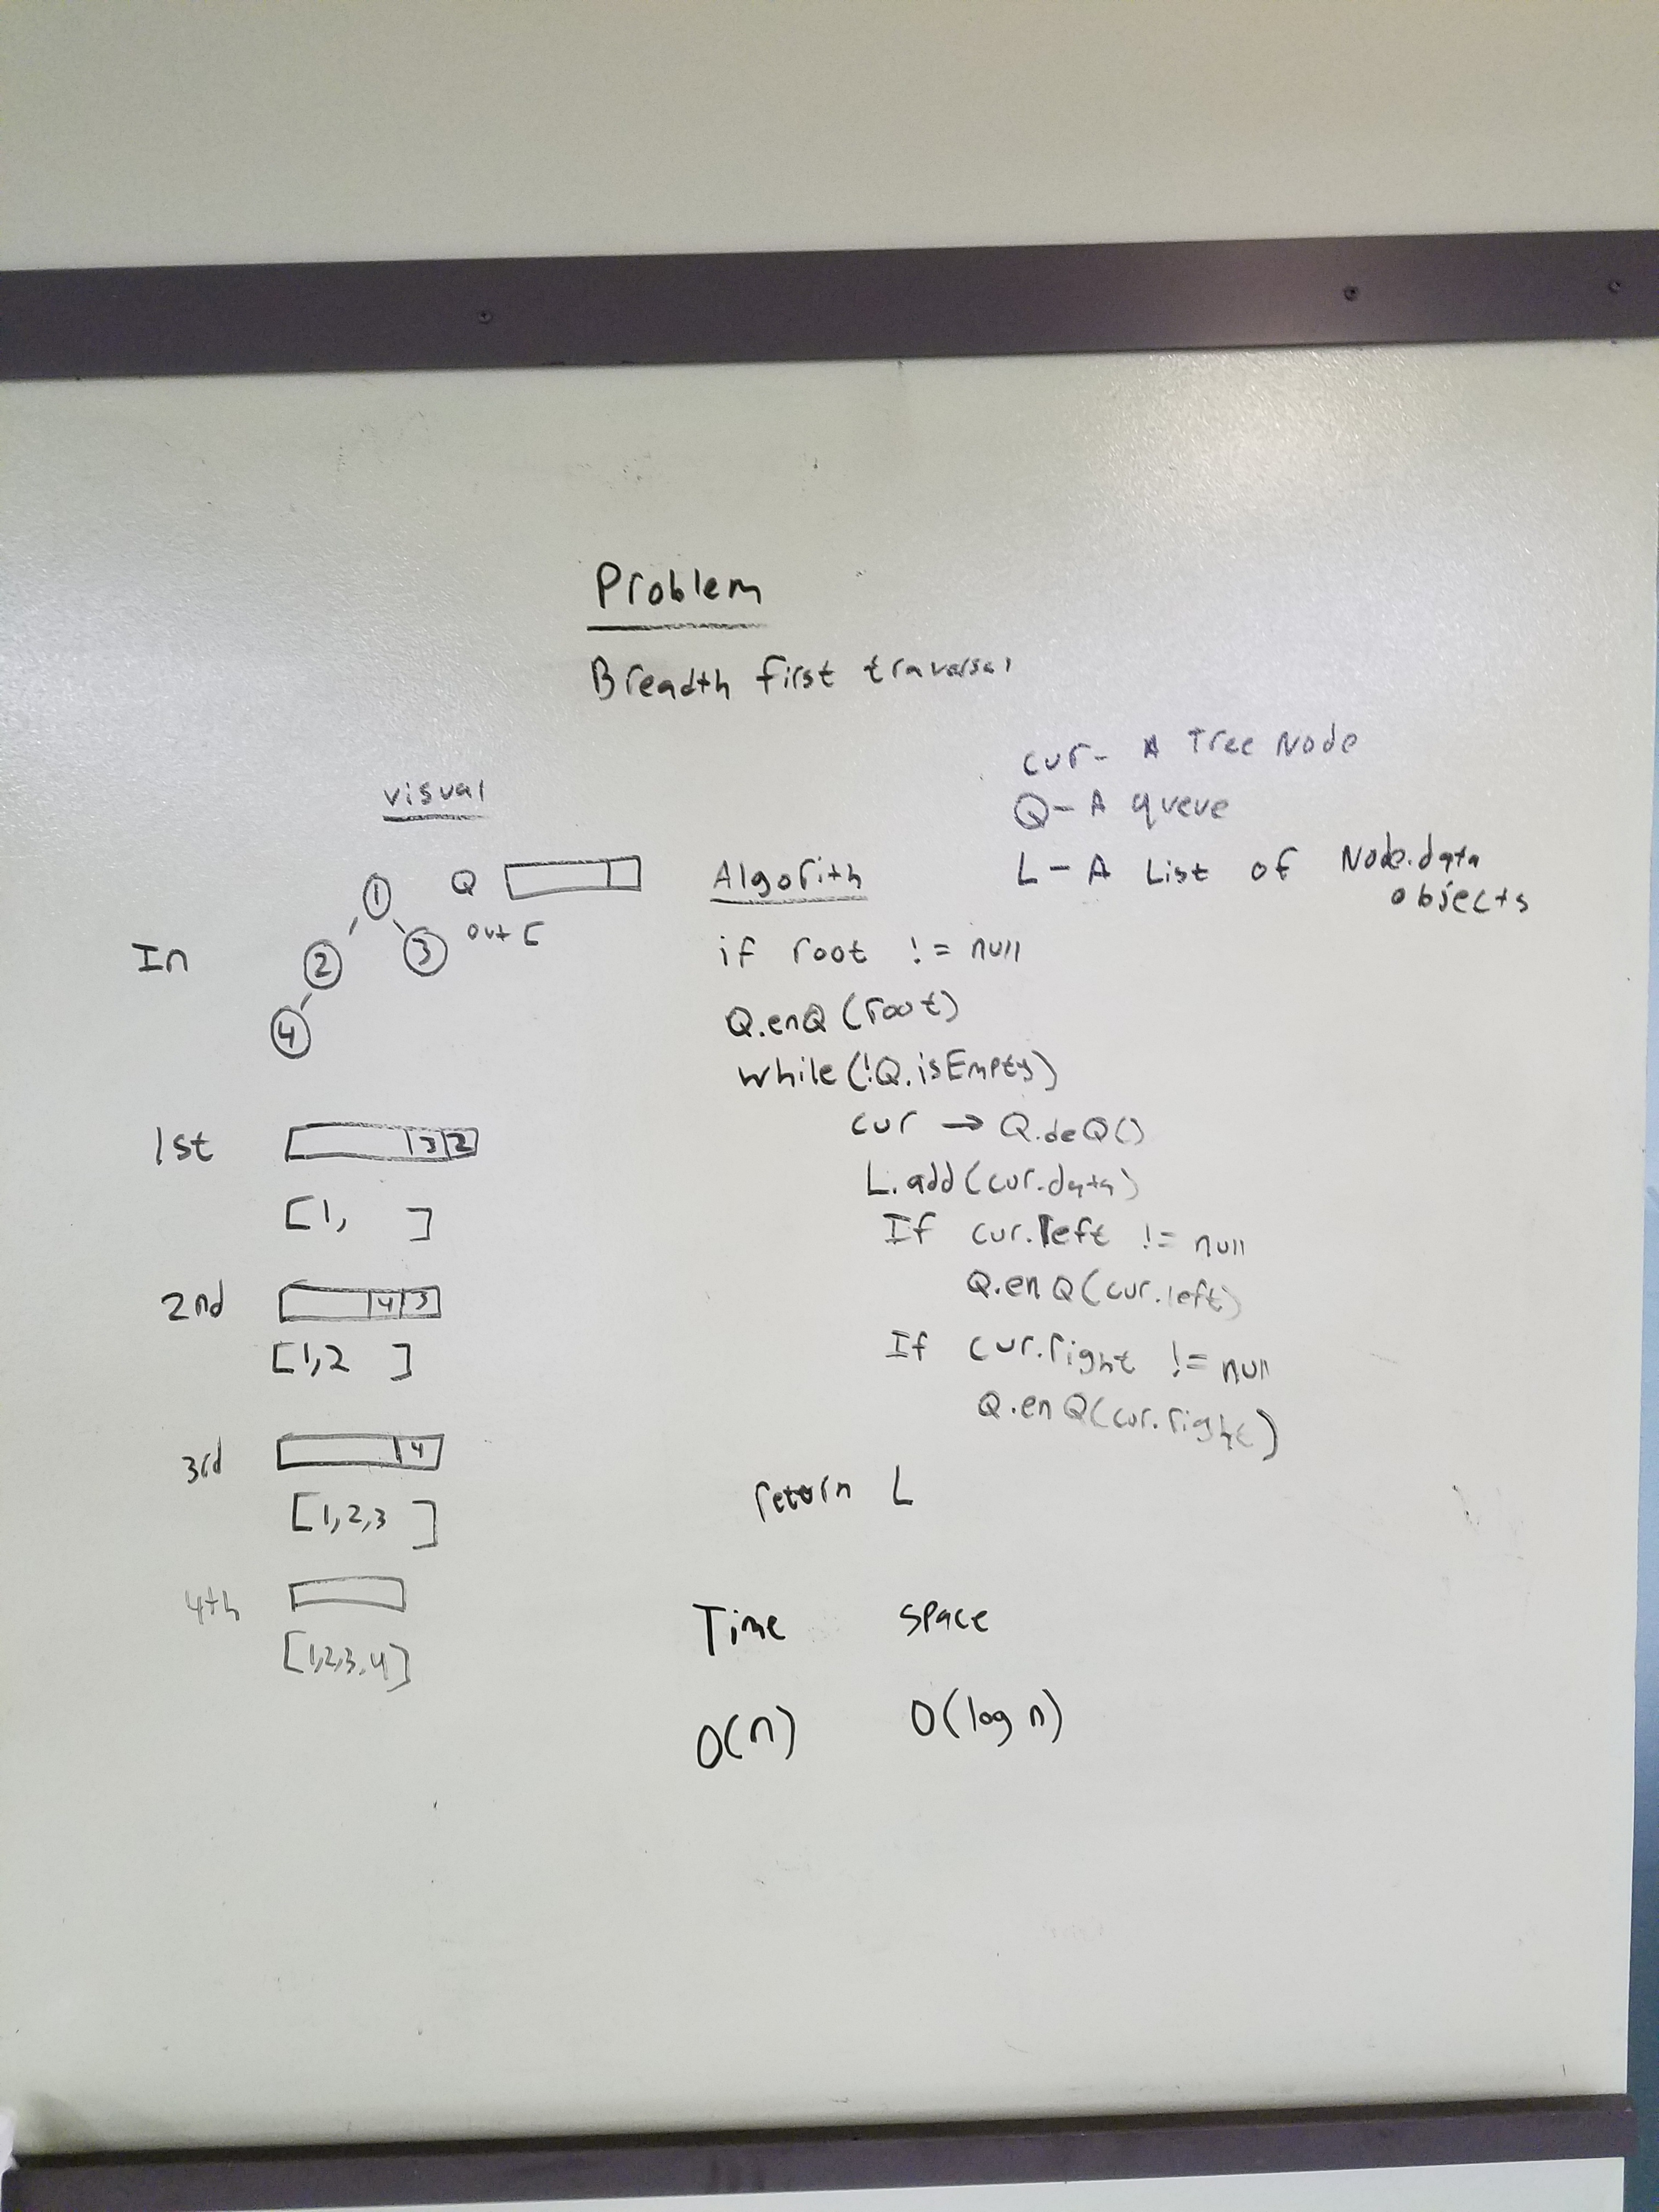 Problem
Breadth first traversal
cur - A Tree Node
Q - A queue
L - A List of Node.data
objects
visual
Q
1
2
3
4
In
out
Algorith
if root != null
Q.enQ(root)
while(!Q.isEmpty)
cur → Q.deQ()
L.add(cur.data)
If cur.left != null
Q.enQ(cur.left)
If cur.right != null
Q.enQ(cur.right)
return L
1st 3 2
[1, ]
2nd 4 3
[1,2 ]
3rd 4
[1,2,3 ]
4th
[1,2,3,4]
Time Space
O(n) O(log n)